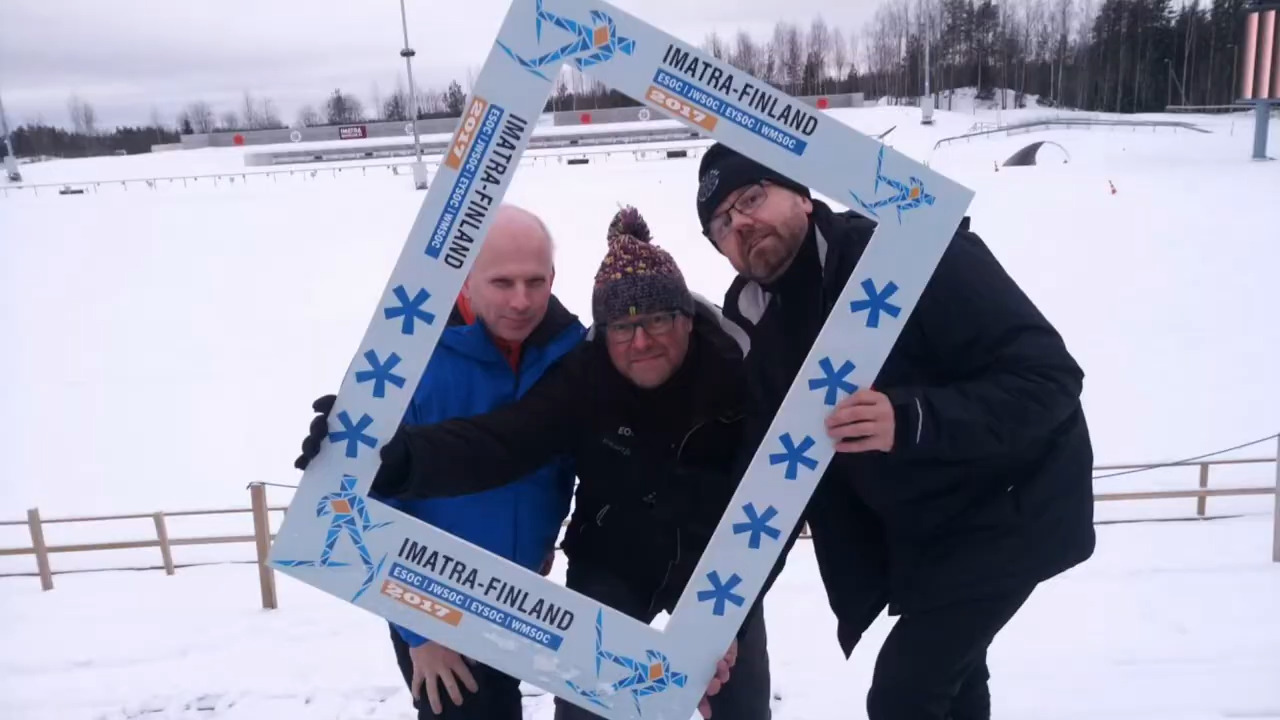 IMATRA-FINLAND
ESOC | JWSOC | EYSOC | WMSOC
2017
IMATRA-FINLAND
ESOC | JWSOC | EYSOC | WMSOC
2017
IMATRA-FINLAND
ESOC | JWSOC | EYSOC | WMSOC
2017
IMATRA